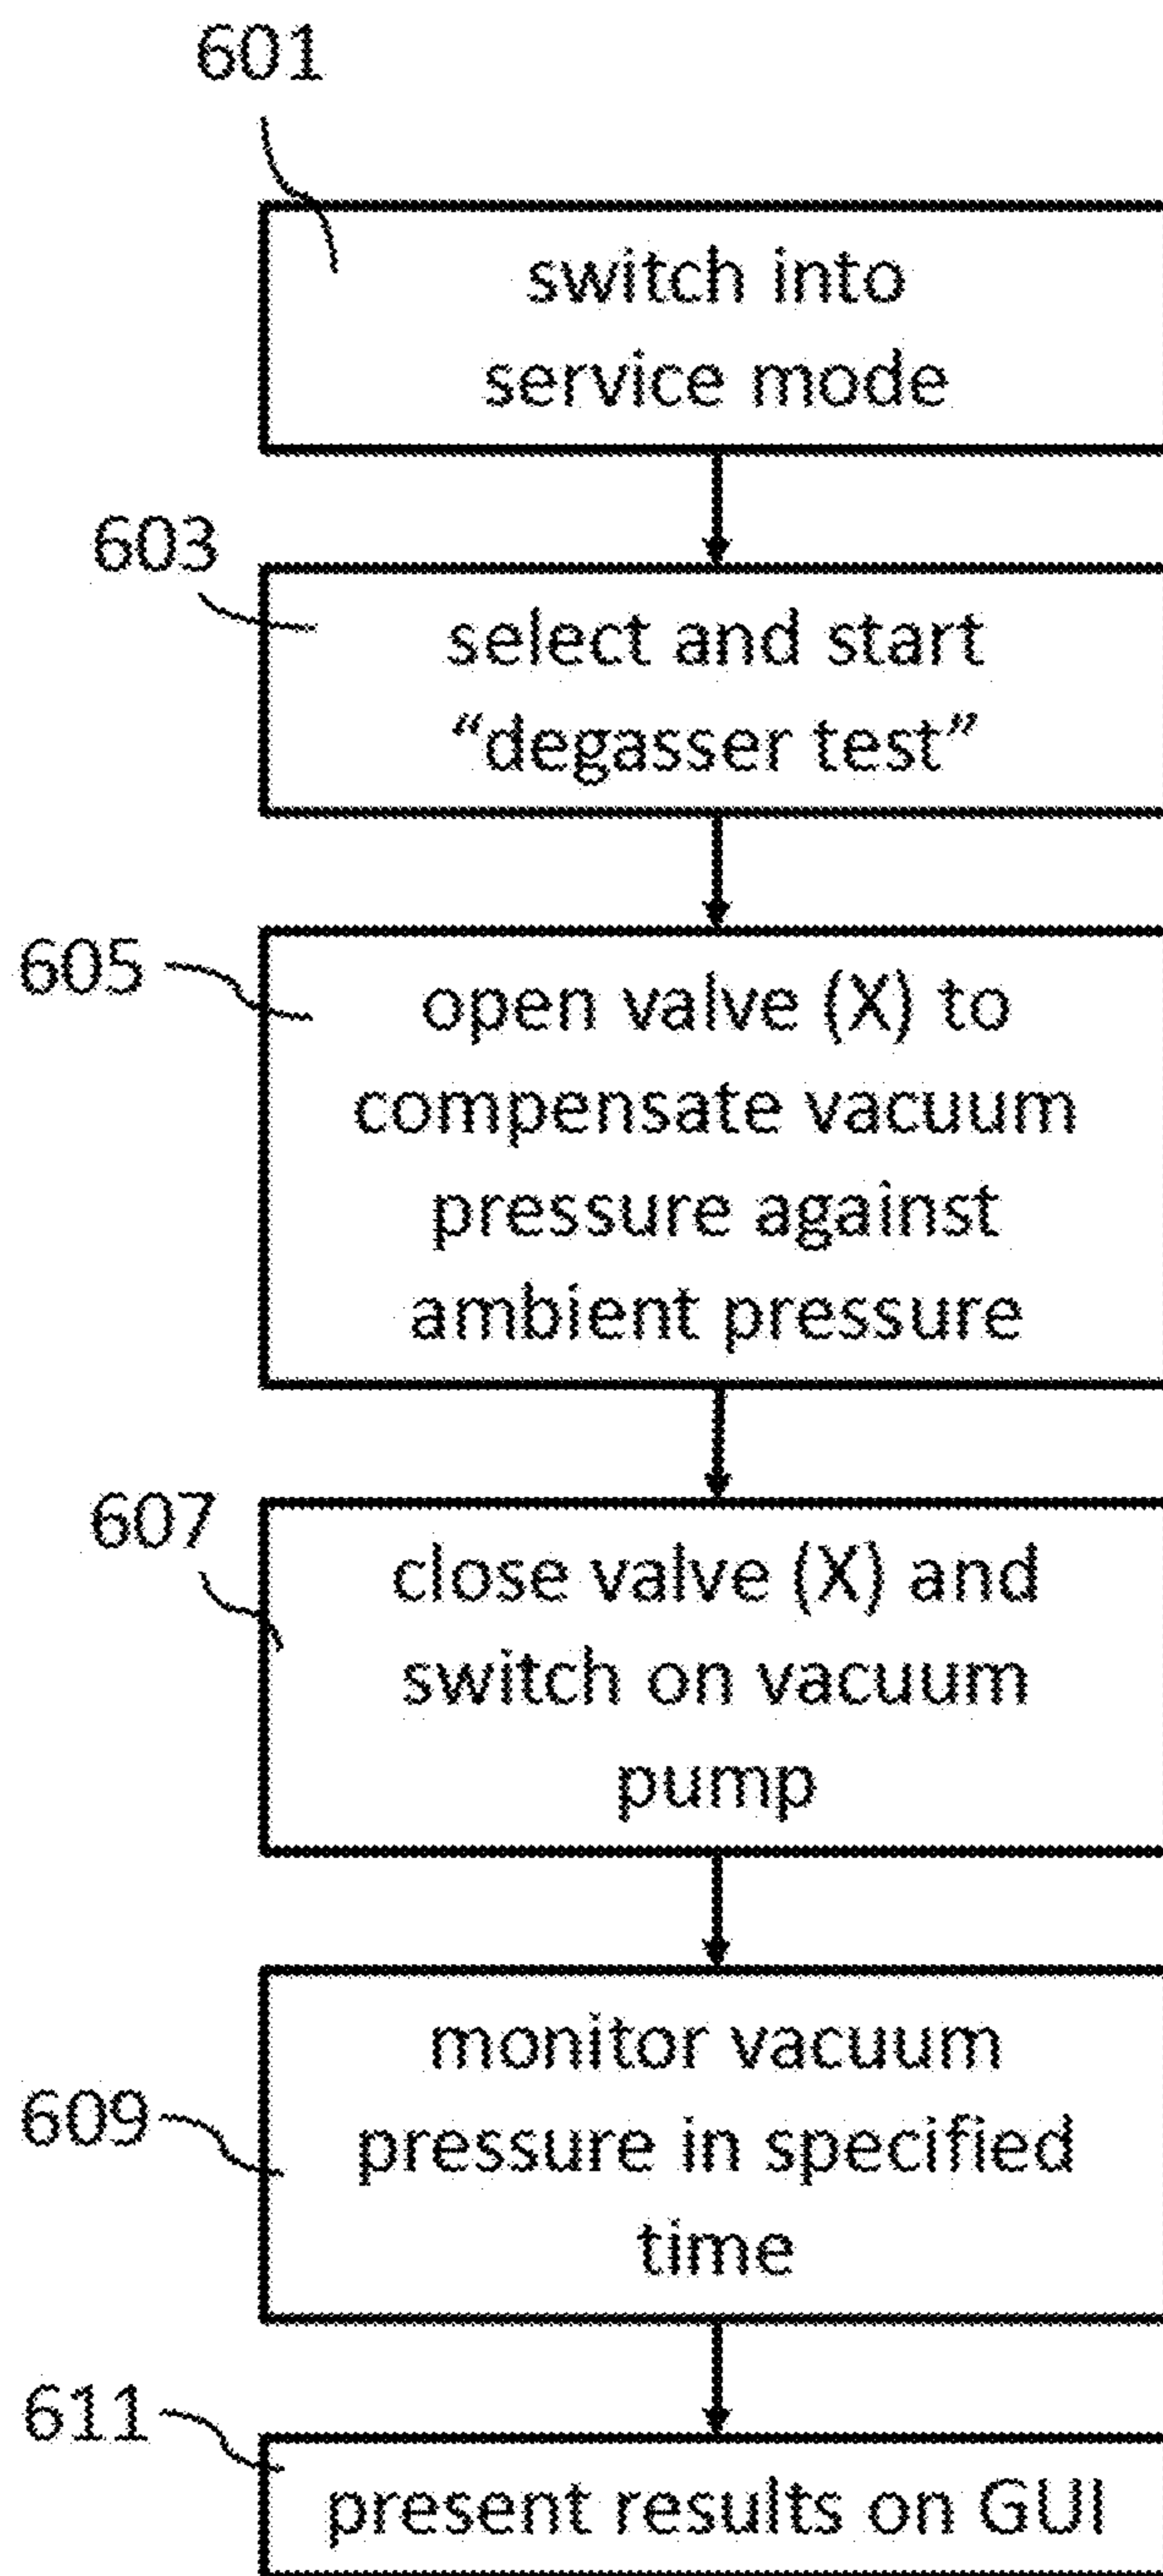 601
switch into
service mode
603
select and start
“degasser test”
605
open valve (X) to
compensate vacuum
pressure against
ambient pressure
607
close valve (X) and
switch on vacuum
pump
609
monitor vacuum
pressure in specified
time
611
present results on GUI